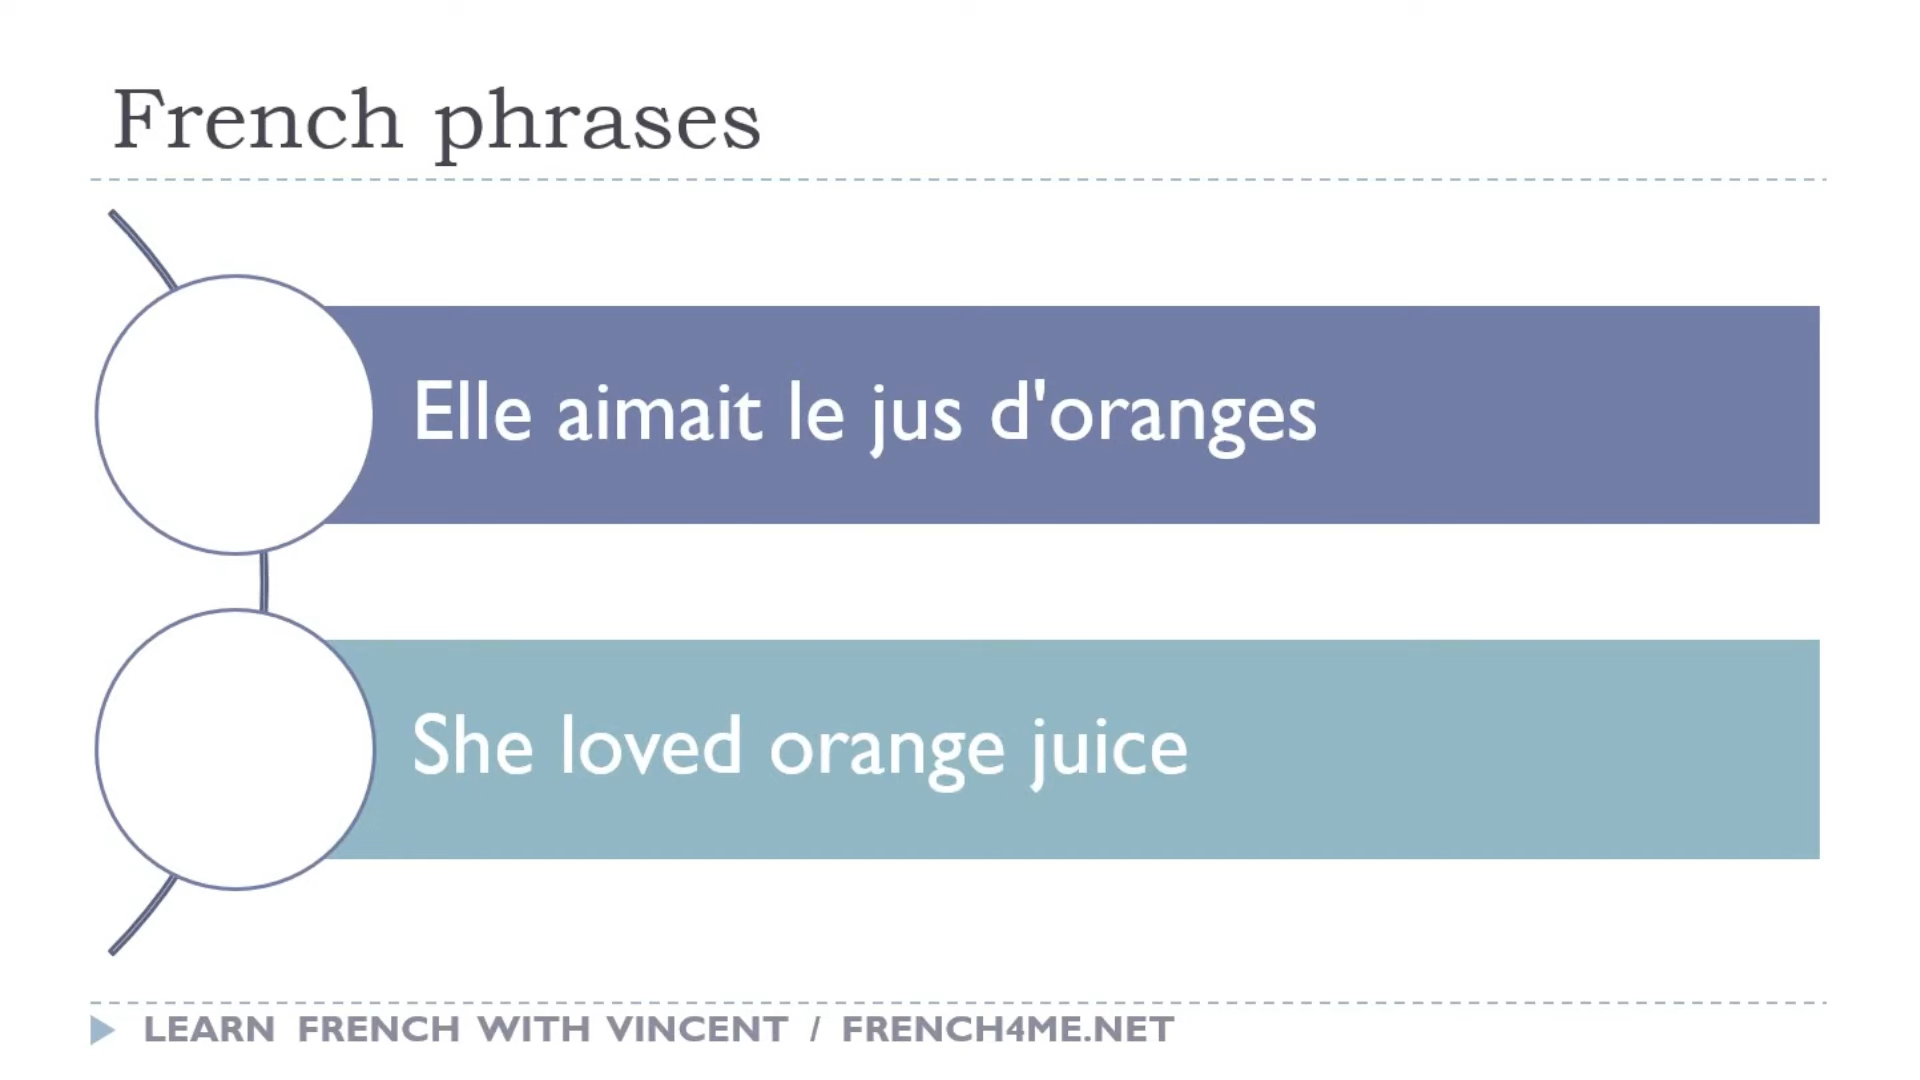 French phrases
Elle aimait le jus d'oranges
She loved orange juice
LEARN FRENCH WITH VINCENT / FRENCH4ME.NET